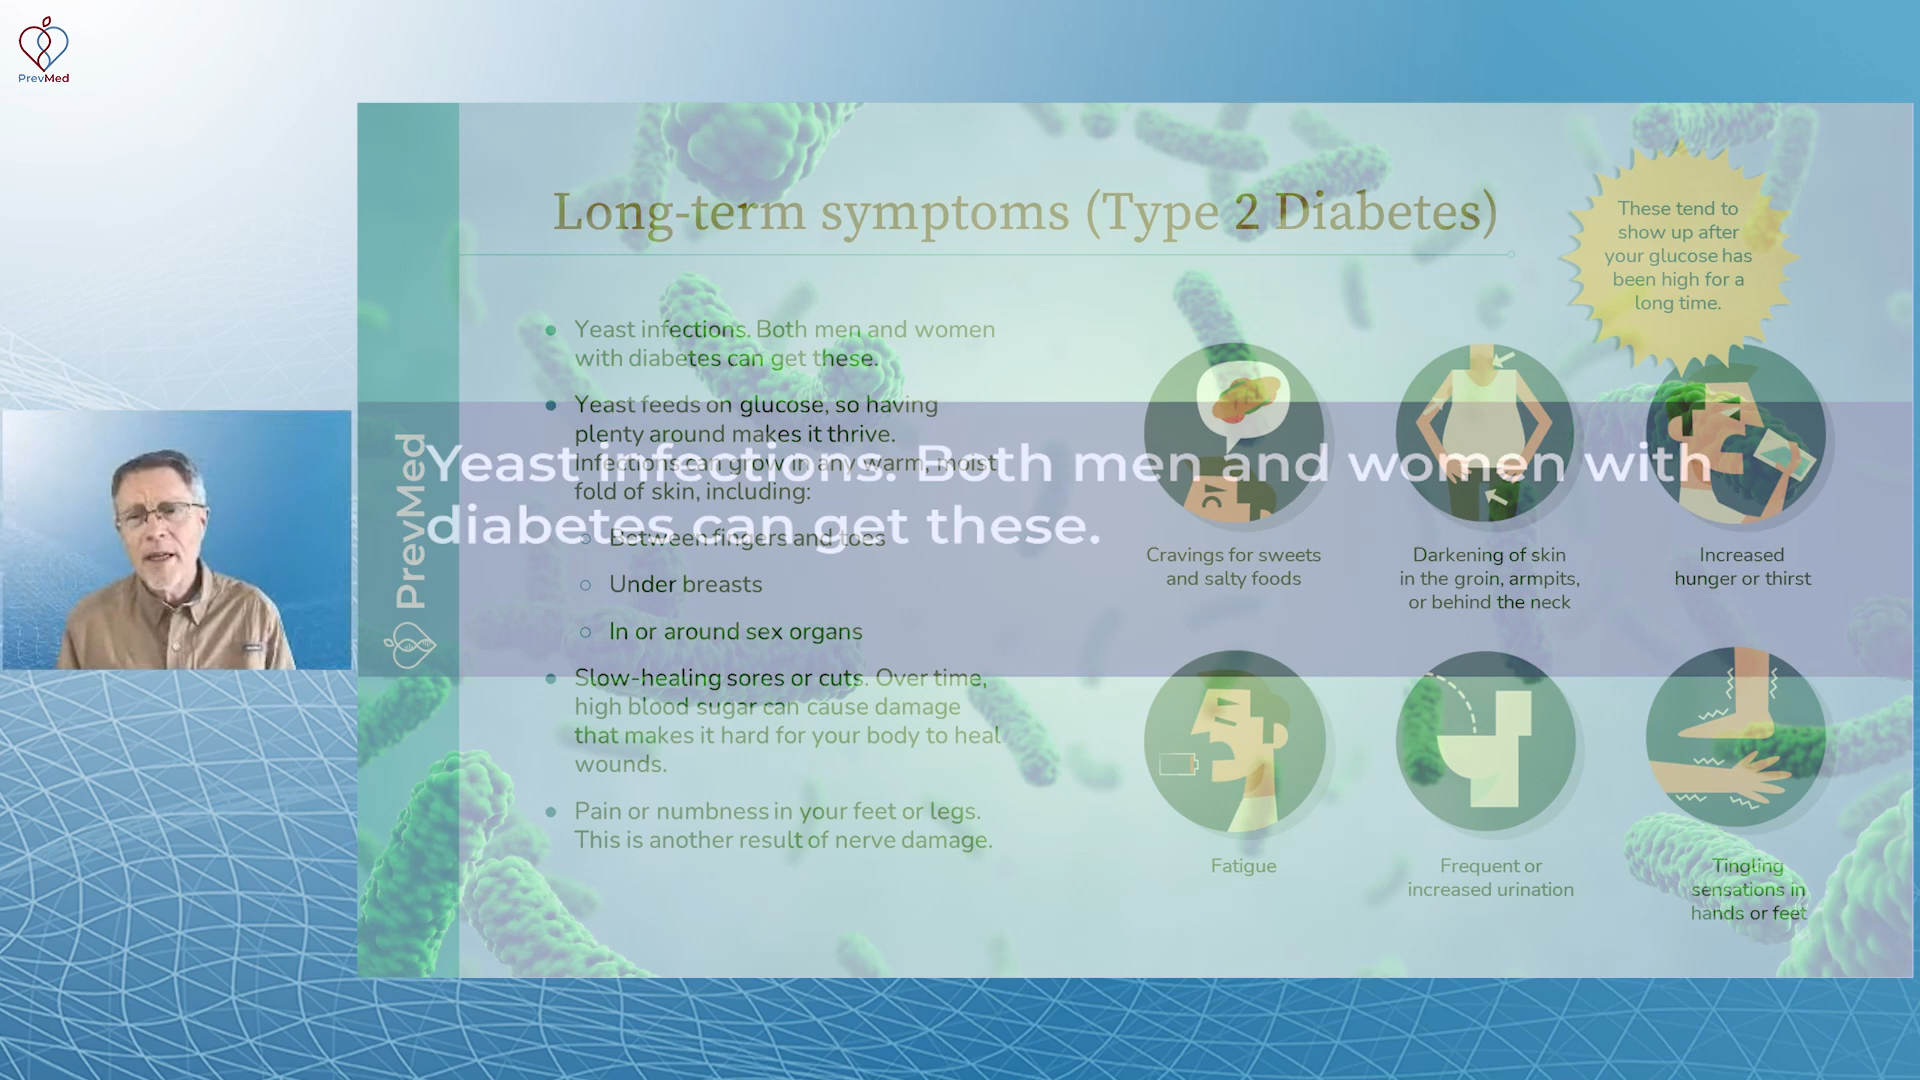 PrevMed
Long-term symptoms (Type 2 Diabetes)
These tend to
show up after
your glucose has
been high for a
long time.
Yeast infections. Both men and women
with diabetes can get these.
Yeast feeds on glucose, so having
plenty around makes it thrive.
Infections can grow in any warm, moist
fold of skin, including:
Between fingers and toes
Under breasts
In or around sex organs
Slow-healing sores or cuts. Over time,
high blood sugar can cause damage
that makes it hard for your body to heal
wounds.
Pain or numbness in your feet or legs.
This is another result of nerve damage.
Yeast infections. Both men and women with
diabetes can get these.
PrevMed
Cravings for sweets
and salty foods
Darkening of skin
in the groin, armpits,
or behind the neck
Increased
hunger or thirst
Fatigue
Frequent or
increased urination
Tingling
sensations in
hands or feet